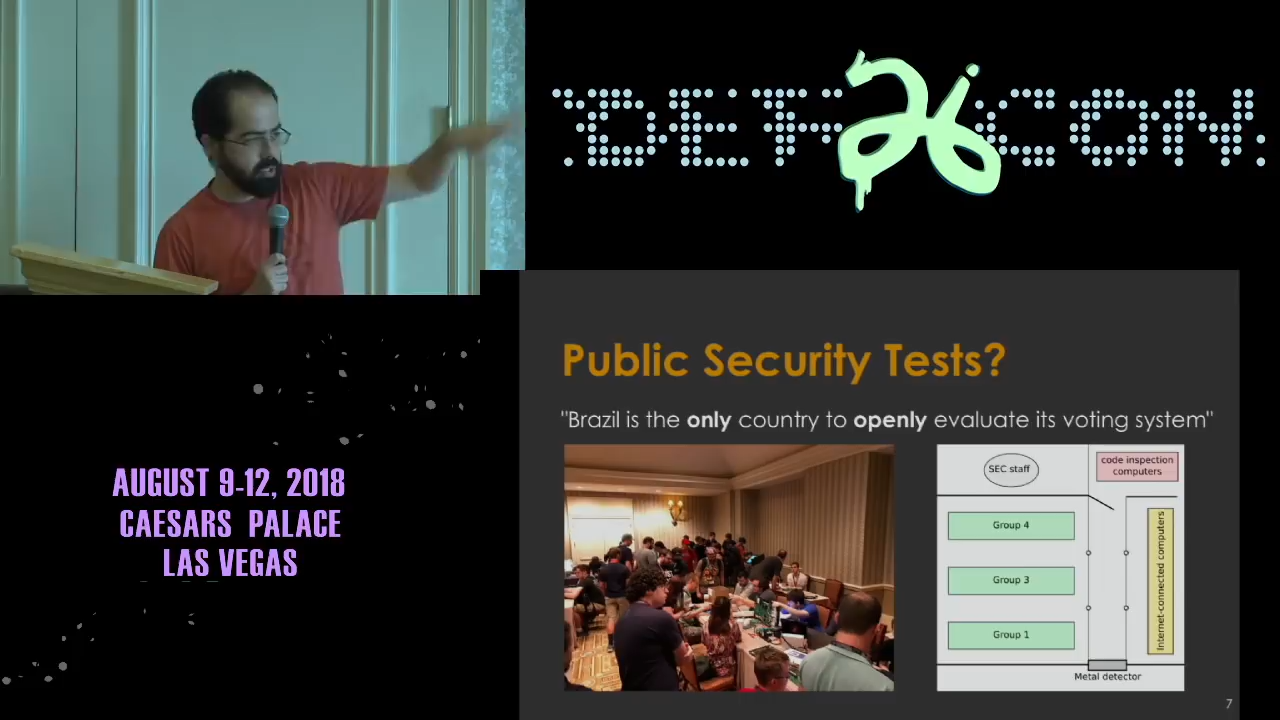 DEF 26 CON
Public Security Tests?
"Brazil is the only country to openly evaluate its voting system"
SEC staff
code inspection
computers
Group 4
Group 3
Group 1
Internet-connected computers
Metal detector
AUGUST 9-12, 2018
CAESARS PALACE
LAS VEGAS
7